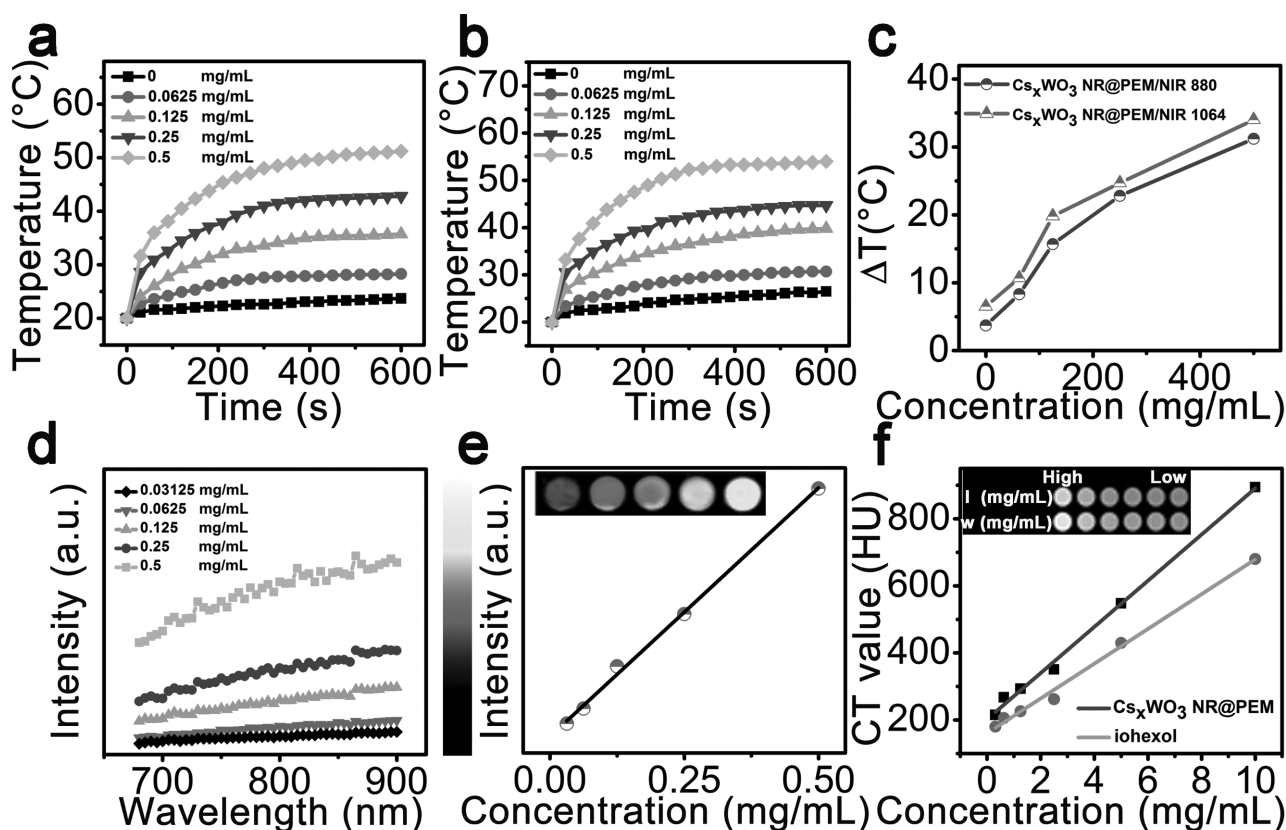 a
Temperature (°C)
60
50
40
30
20
0 mg/mL
0.0625 mg/mL
0.125 mg/mL
0.25 mg/mL
0.5 mg/mL
0 200 400 600
Time (s)
b
Temperature (°C)
70
60
50
40
30
20
0 mg/mL
0.0625 mg/mL
0.125 mg/mL
0.25 mg/mL
0.5 mg/mL
0 200 400 600
Time (s)
c
ΔT(°C)
40
30
20
10
0
CsxWO3 NR@PEM/NIR 880
CsxWO3 NR@PEM/NIR 1064
0 200 400
Concentration (mg/mL)
d
Intensity (a.u.)
0.03125 mg/mL
0.0625 mg/mL
0.125 mg/mL
0.25 mg/mL
0.5 mg/mL
700 800 900
Wavelength (nm)
e
Intensity (a.u.)
0.00 0.25 0.50
Concentration (mg/mL)
f
CT value (HU)
800
600
400
200
High Low
I (mg/mL)
w (mg/mL)
CsxWO3 NR@PEM
iohexol
0 2 4 6 8 10
Concentration (mg/mL)